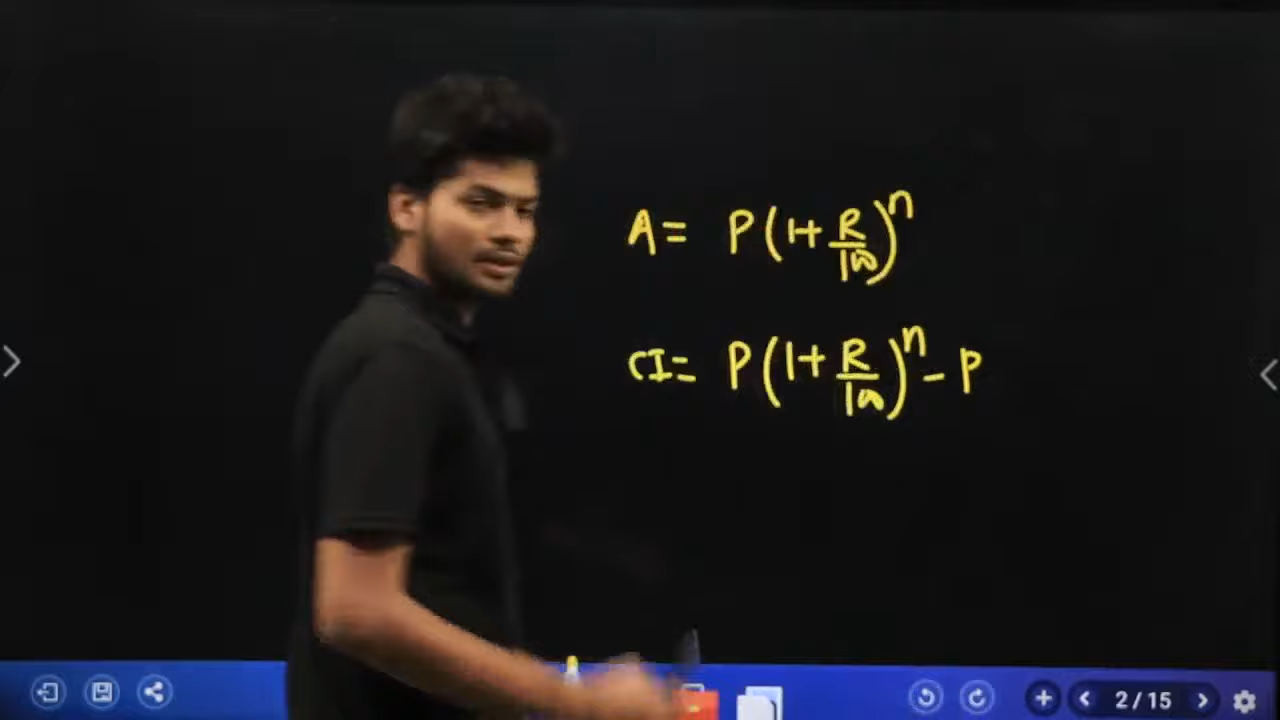 A = P(1+R/100)^n
CI = P(1+R/100)^n - P
2 / 15